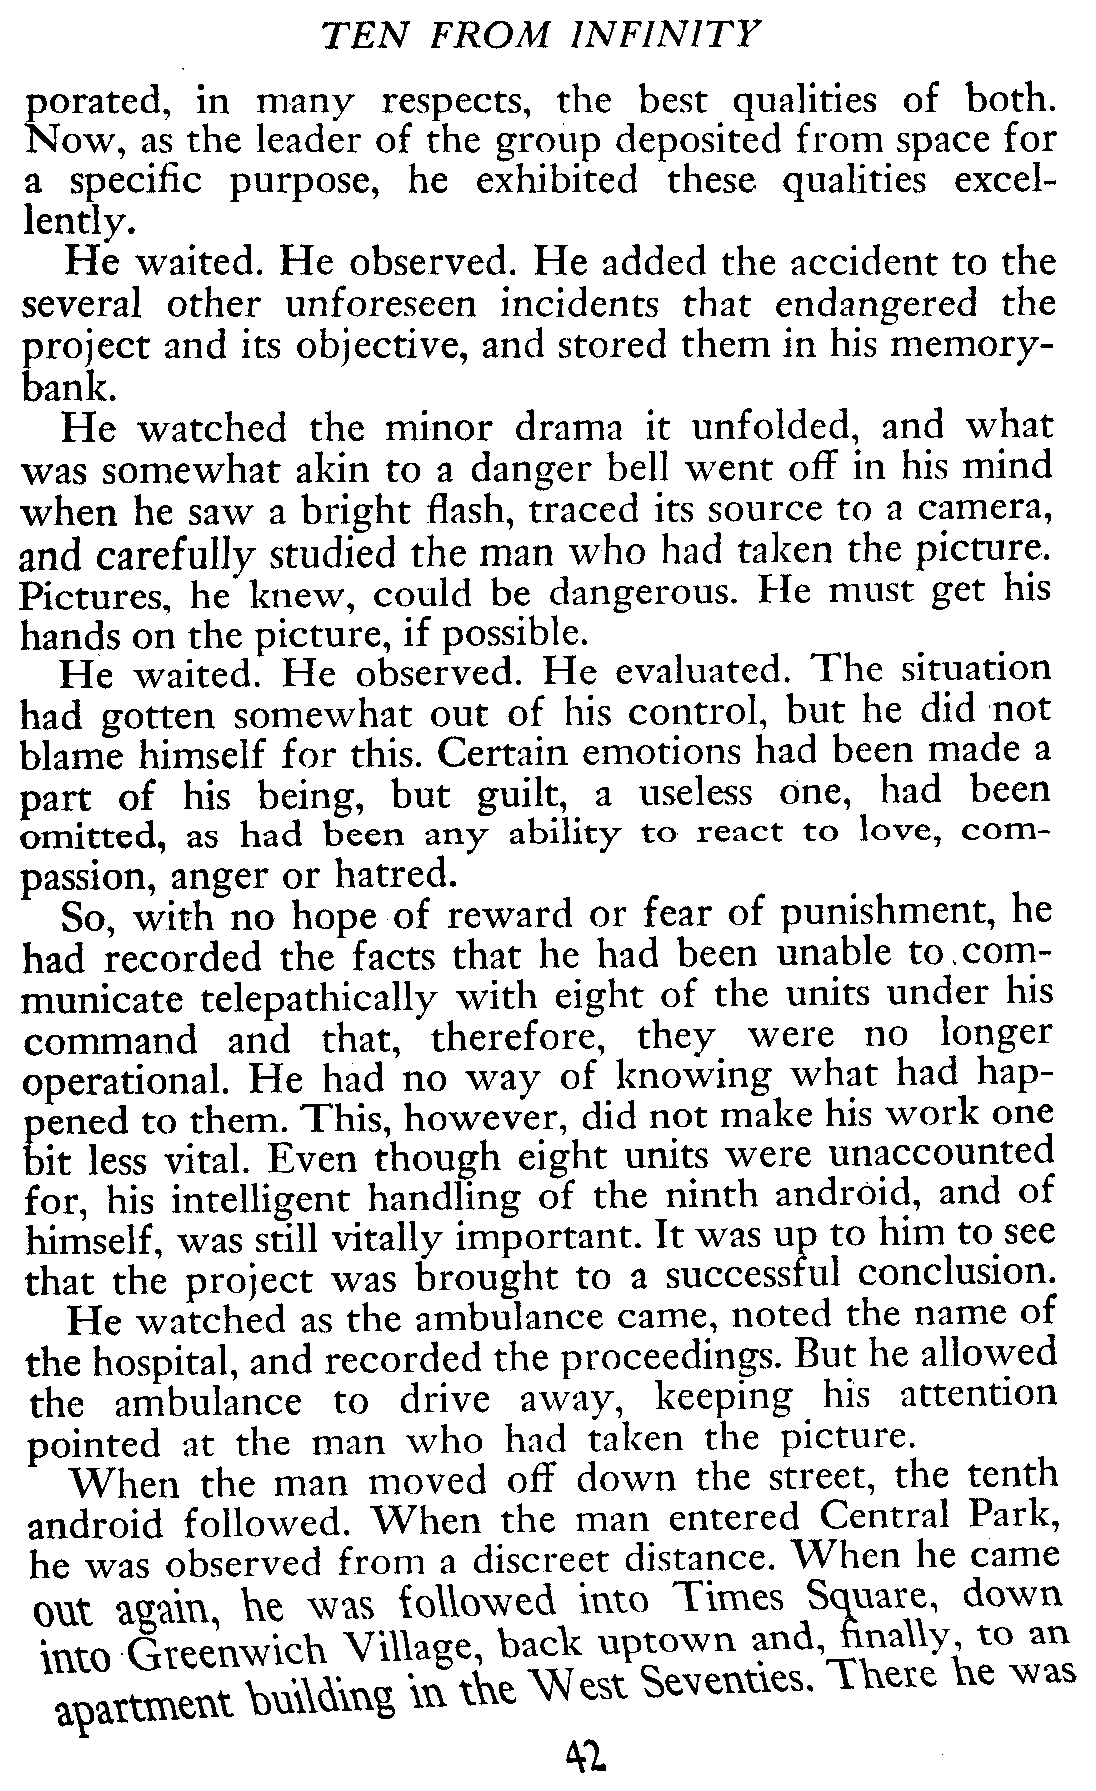 TEN FROM INFINITY
porated, in many respects, the best qualities of both.
Now, as the leader of the group deposited from space for
a specific purpose, he exhibited these qualities excel-
lently.
He waited. He observed. He added the accident to the
several other unforeseen incidents that endangered the
project and its objective, and stored them in his memory-
bank.
He watched the minor drama it unfolded, and what
was somewhat akin to a danger bell went off in his mind
when he saw a bright flash, traced its source to a camera,
and carefully studied the man who had taken the picture.
Pictures, he knew, could be dangerous. He must get his
hands on the picture, if possible.
He waited. He observed. He evaluated. The situation
had gotten somewhat out of his control, but he did not
blame himself for this. Certain emotions had been made a
part of his being, but guilt, a useless one, had been
omitted, as had been any ability to react to love, com-
passion, anger or hatred.
So, with no hope of reward or fear of punishment, he
had recorded the facts that he had been unable to com-
municate telepathically with eight of the units under his
command and that, therefore, they were no longer
operational. He had no way of knowing what had hap-
pened to them. This, however, did not make his work one
bit less vital. Even though eight units were unaccounted
for, his intelligent handling of the ninth android, and of
himself, was still vitally important. It was up to him to see
that the project was brought to a successful conclusion.
He watched as the ambulance came, noted the name of
the hospital, and recorded the proceedings. But he allowed
the ambulance to drive away, keeping his attention
pointed at the man who had taken the picture.
When the man moved off down the street, the tenth
android followed. When the man entered Central Park,
he was observed from a discreet distance. When he came
out again, he was followed into Times Square, down
into Greenwich Village, back uptown and, finally, to an
apartment building in the West Seventies. There he was
42